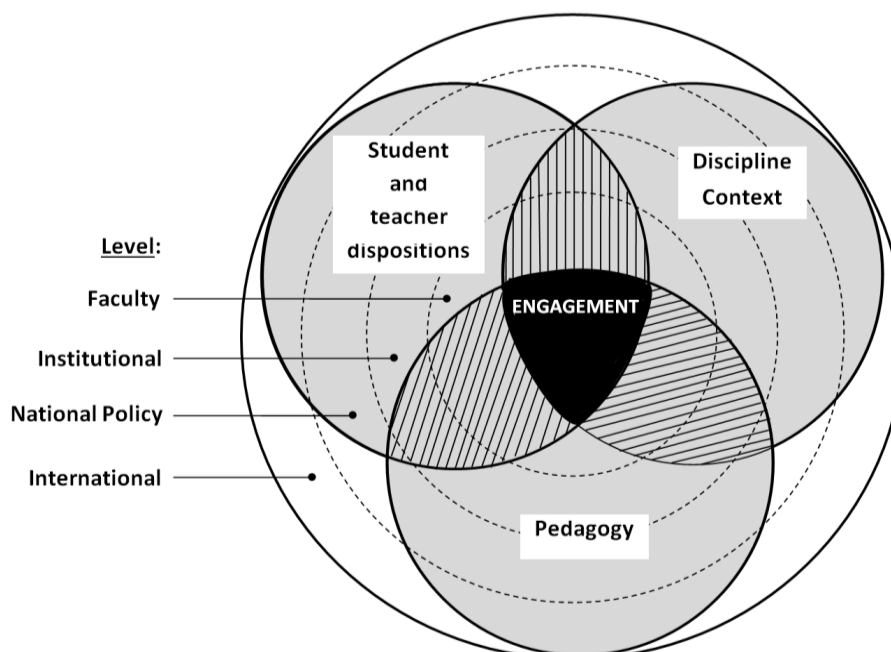 Student
and
teacher
dispositions
Discipline
Context
Level:
Faculty
ENGAGEMENT
Institutional
National Policy
International
Pedagogy